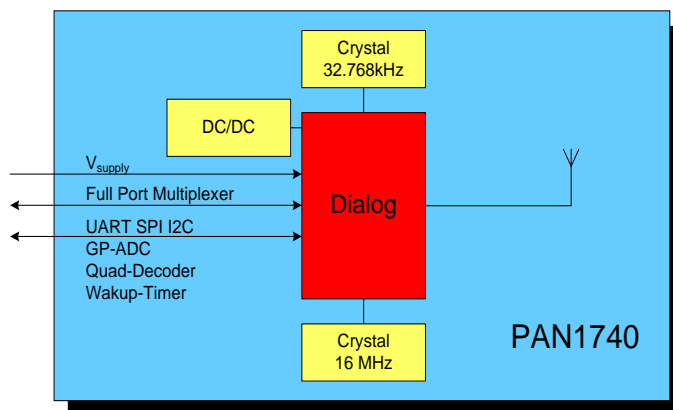 Crystal
32.768kHz
DC/DC
Vsupply
Full Port Multiplexer
Dialog
UART SPI I2C
GP-ADC
Quad-Decoder
Wakup-Timer
Crystal
16 MHz
PAN1740